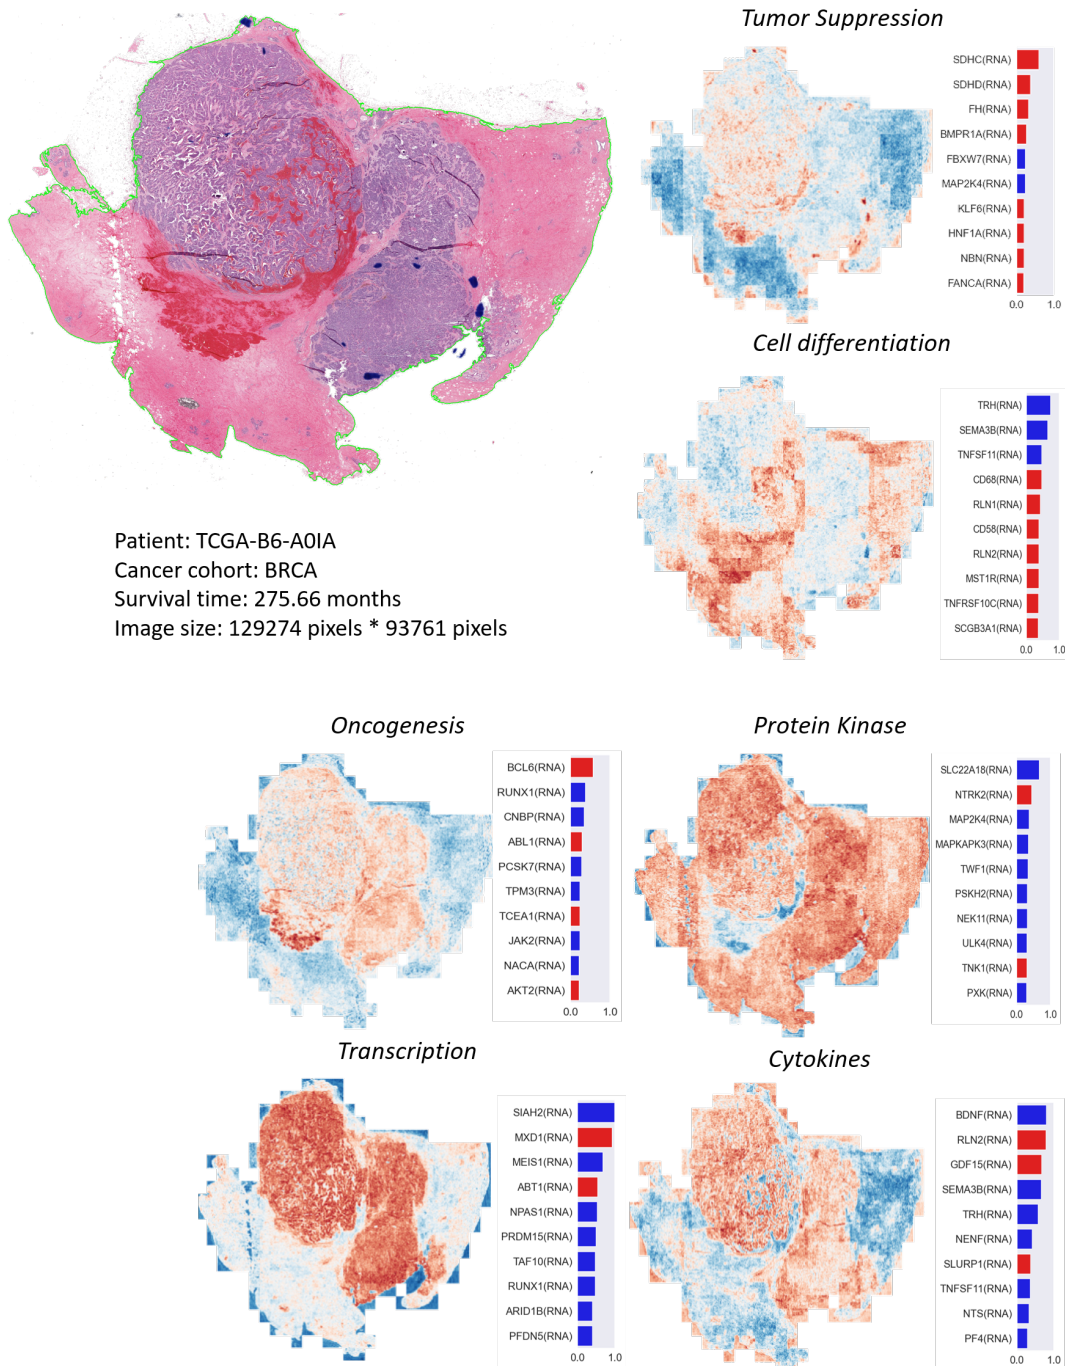 Tumor Suppression
SDHC(RNA)
SDHD(RNA)
FH(RNA)
BMPR1A(RNA)
FBXW7(RNA)
MAP2K4(RNA)
KLF6(RNA)
HNF1A(RNA)
NBN(RNA)
FANCA(RNA)
0.0 1.0
Cell differentiation
TRH(RNA)
SEMA3B(RNA)
TNFSF11(RNA)
CD68(RNA)
RLN1(RNA)
CD58(RNA)
RLN2(RNA)
MST1R(RNA)
TNFRSF10C(RNA)
SCGB3A1(RNA)
0.0 1.0
Patient: TCGA-B6-A0IA
Cancer cohort: BRCA
Survival time: 275.66 months
Image size: 129274 pixels * 93761 pixels
Oncogenesis
BCL6(RNA)
RUNX1(RNA)
CNBP(RNA)
ABL1(RNA)
PCSK7(RNA)
TPM3(RNA)
TCEA1(RNA)
JAK2(RNA)
NACA(RNA)
AKT2(RNA)
0.0 1.0
Protein Kinase
SLC22A18(RNA)
NTRK2(RNA)
MAP2K4(RNA)
MAPKAPK3(RNA)
TWF1(RNA)
PSKH2(RNA)
NEK11(RNA)
ULK4(RNA)
TNK1(RNA)
PXK(RNA)
0.0 1.0
Transcription
SIAH2(RNA)
MXD1(RNA)
MEIS1(RNA)
ABT1(RNA)
NPAS1(RNA)
PRDM15(RNA)
TAF10(RNA)
RUNX1(RNA)
ARID1B(RNA)
PFDN5(RNA)
0.0 1.0
Cytokines
BDNF(RNA)
RLN2(RNA)
GDF15(RNA)
SEMA3B(RNA)
TRH(RNA)
NENF(RNA)
SLURP1(RNA)
TNFSF11(RNA)
NTS(RNA)
PF4(RNA)
0.0 1.0